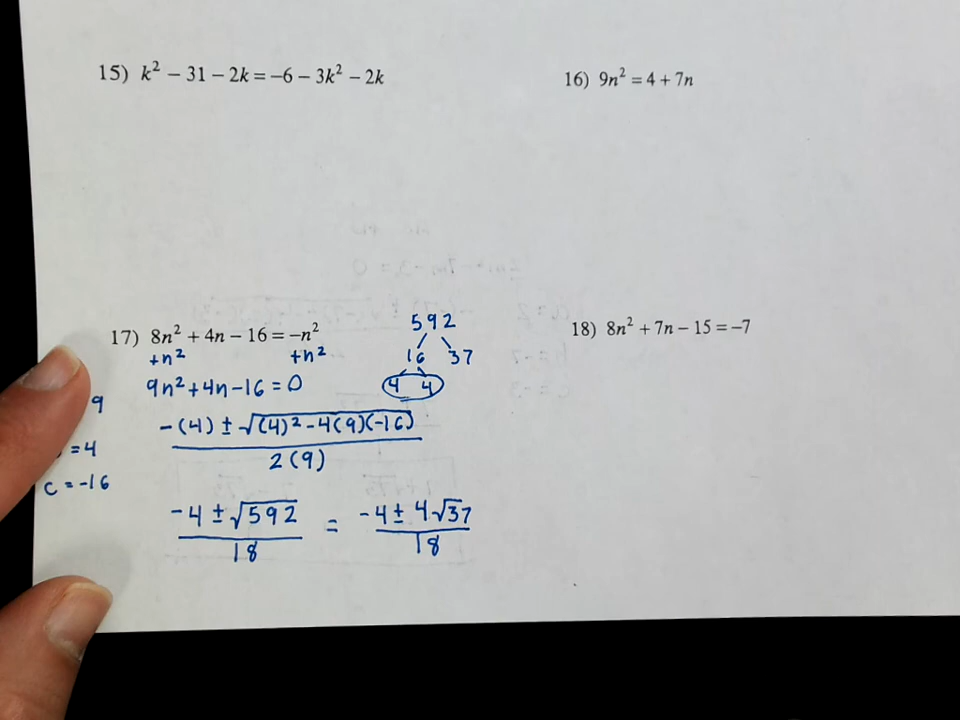 15) k² − 31 − 2k = −6 − 3k² − 2k
16) 9n² = 4 + 7n
17) 8n² + 4n − 16 = −n²
+n² +n²
9n² + 4n − 16 = 0
9
= 4
c = -16
-(4) ± √(4)² - 4(9)(-16)
2(9)
-4 ± √592 = -4 ± 4√37
18 18
592
16 37
4 4
18) 8n² + 7n − 15 = −7